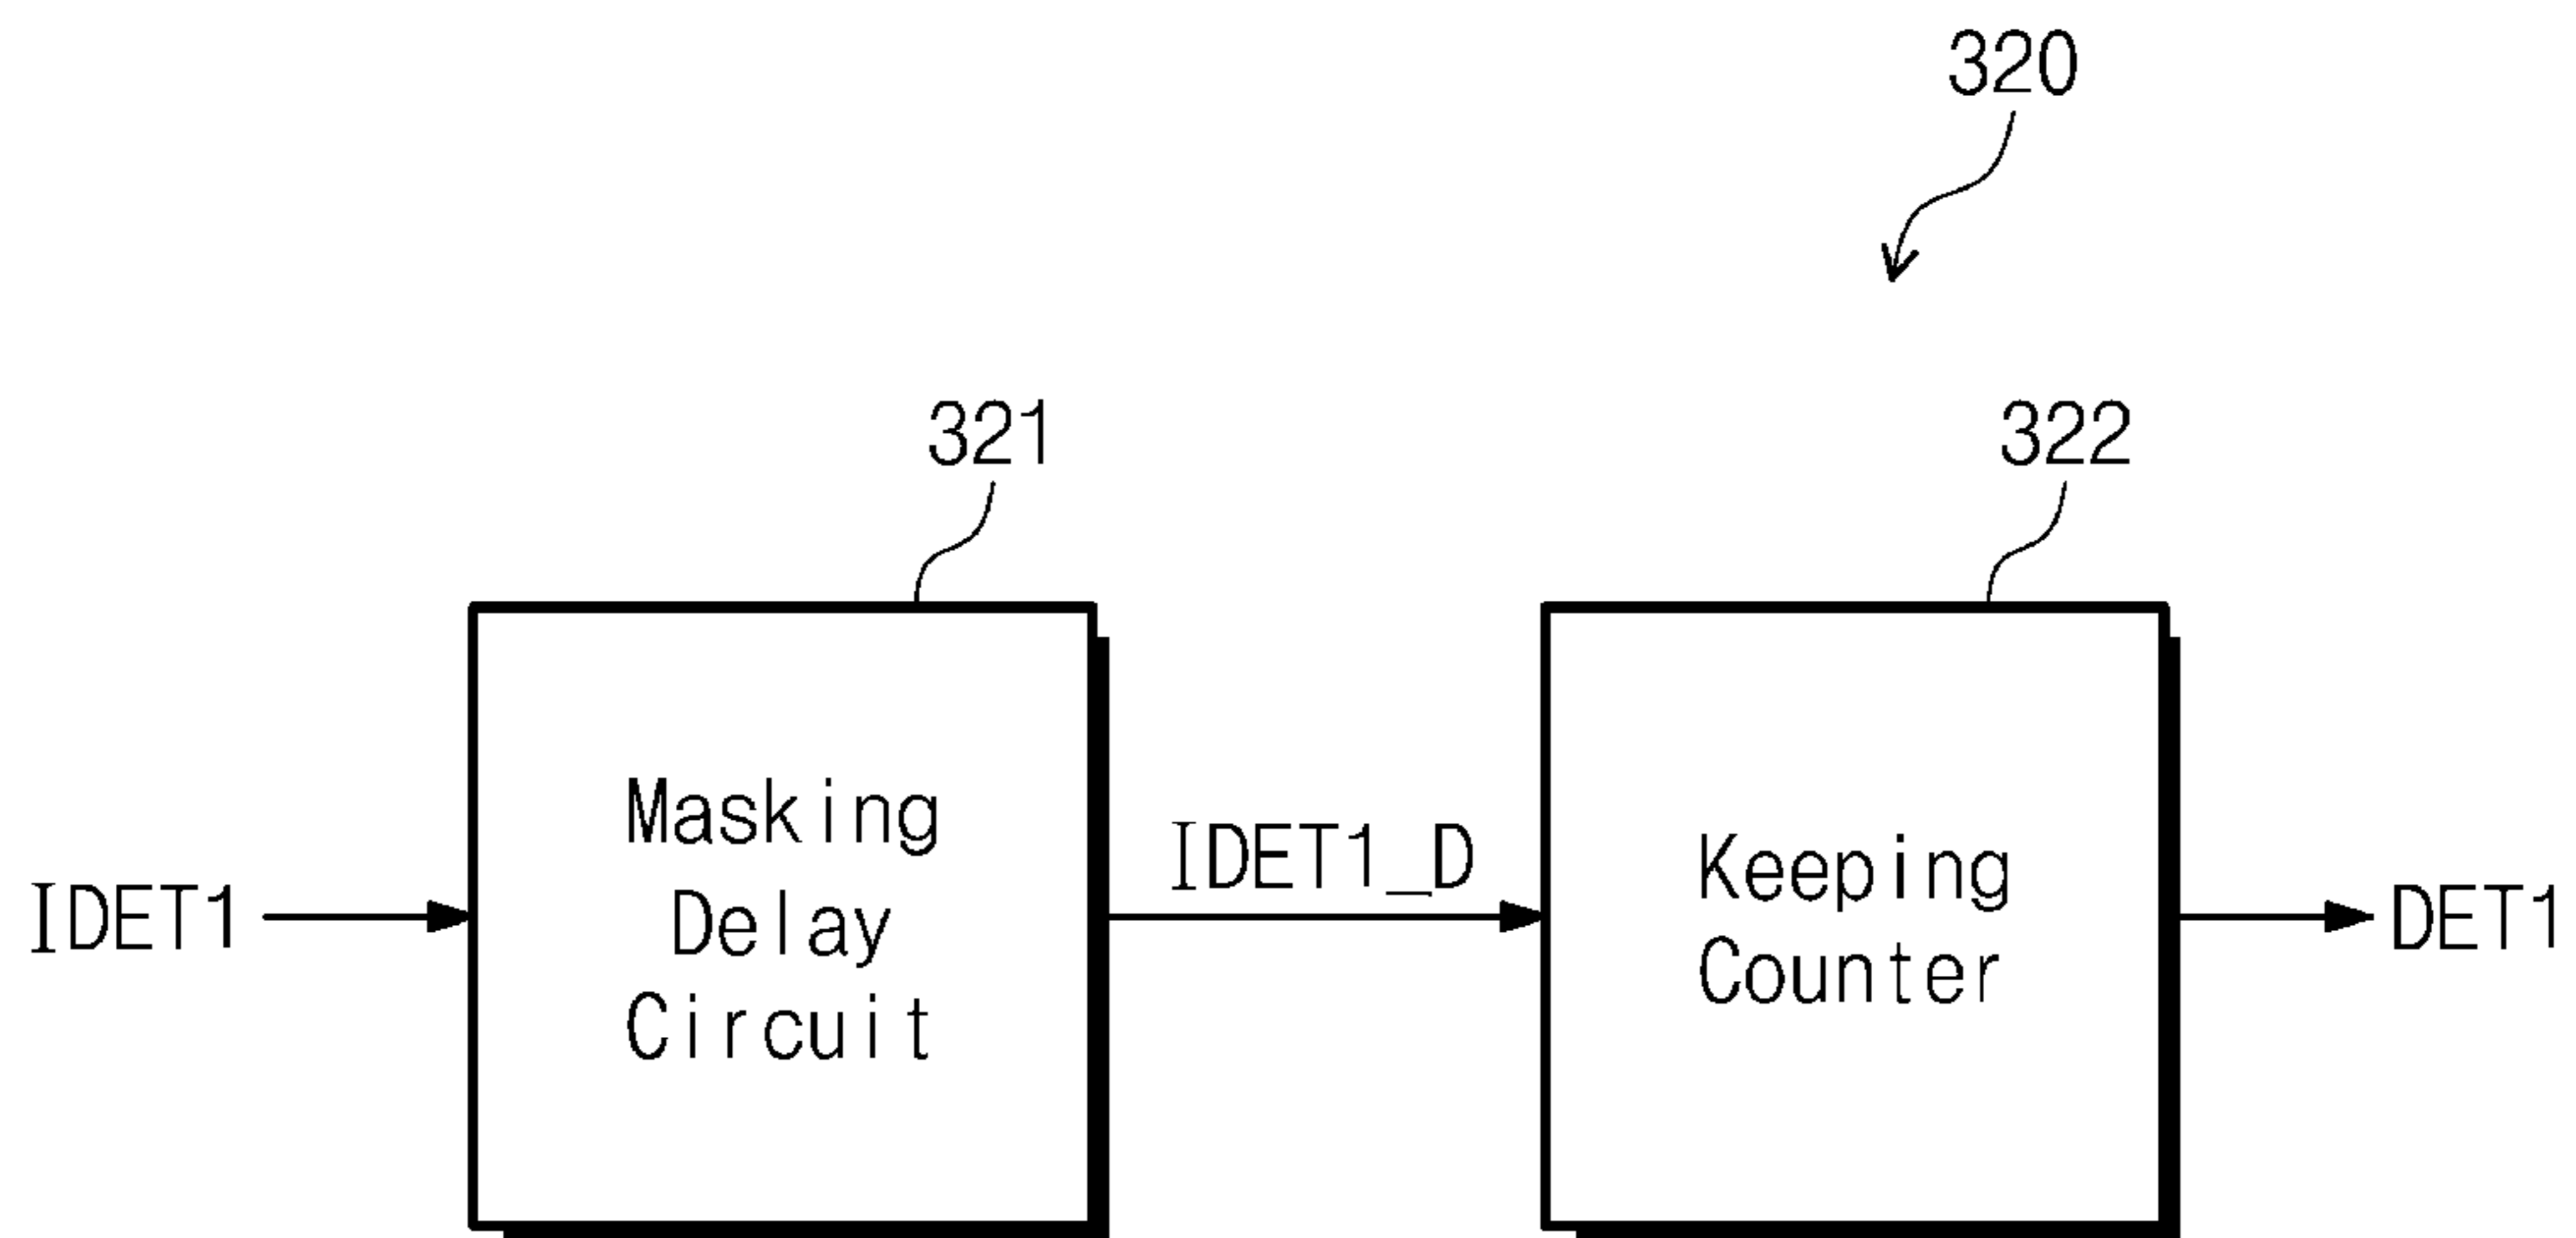 320
321
322
Masking
Delay
Circuit
IDET1
IDET1_D
Keeping
Counter
DET1